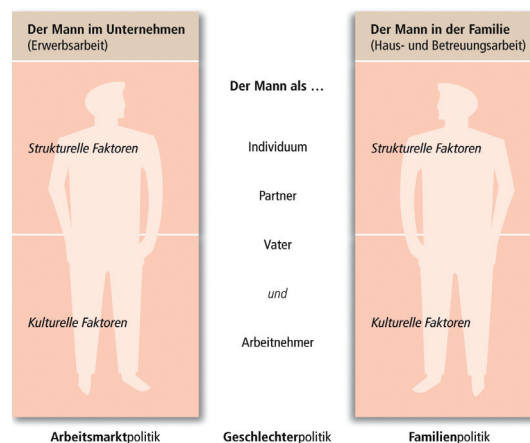 Der Mann im Unternehmen
(Erwerbsarbeit)
Strukturelle Faktoren
Kulturelle Faktoren
Arbeitsmarktpolitik
Der Mann als …
Individuum
Partner
Vater
und
Arbeitnehmer
Geschlechterpolitik
Der Mann in der Familie
(Haus- und Betreuungsarbeit)
Strukturelle Faktoren
Kulturelle Faktoren
Familienpolitik